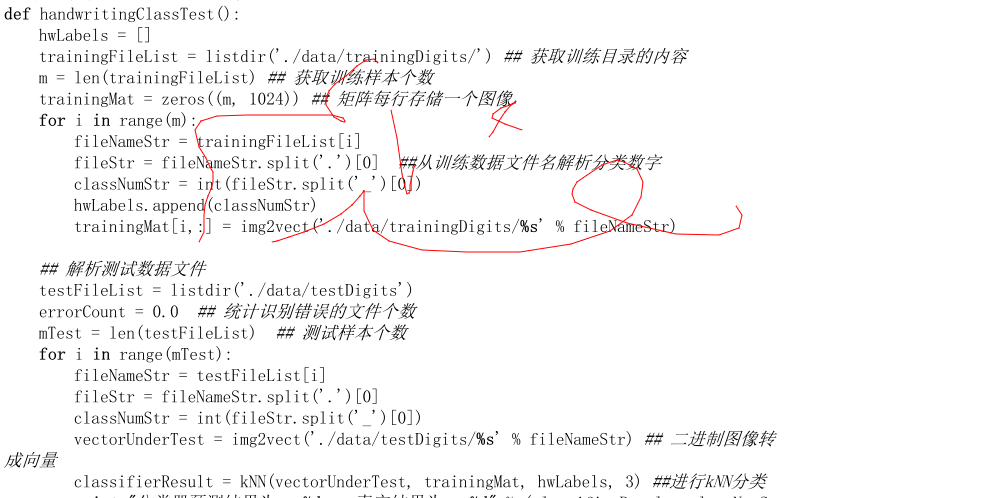 def handwritingClassTest():
hwLabels = []
trainingFileList = listdir('./data/trainingDigits/') ## 获取训练目录的内容
m = len(trainingFileList) ## 获取训练样本个数
trainingMat = zeros((m, 1024)) ## 矩阵每行存储一个图像
for i in range(m):
fileNameStr = trainingFileList[i]
fileStr = fileNameStr.split('.')[0] ##从训练数据文件名解析分类数字
classNumStr = int(fileStr.split('_')[0])
hwLabels.append(classNumStr)
trainingMat[i,:] = img2vect('./data/trainingDigits/%s' % fileNameStr)
## 解析测试数据文件
testFileList = listdir('./data/testDigits')
errorCount = 0.0 ## 统计识别错误的文件个数
mTest = len(testFileList) ## 测试样本个数
for i in range(mTest):
fileNameStr = testFileList[i]
fileStr = fileNameStr.split('.')[0]
classNumStr = int(fileStr.split('_')[0])
vectorUnderTest = img2vect('./data/testDigits/%s' % fileNameStr) ## 二进制图像转
成向量
classifierResult = kNN(vectorUnderTest, trainingMat, hwLabels, 3) ##进行kNN分类